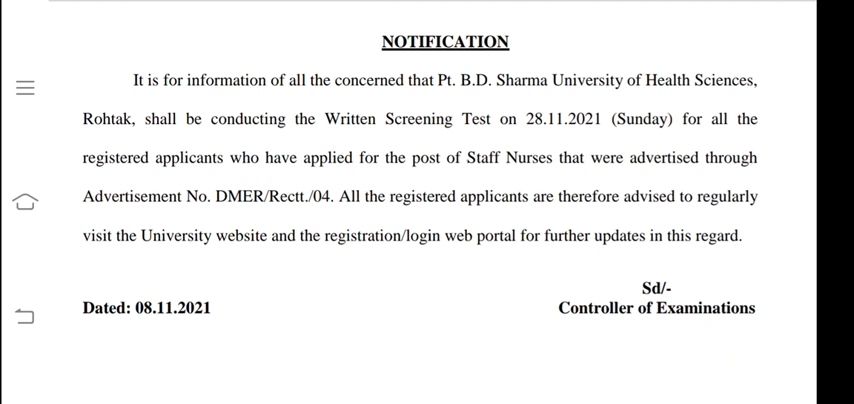 NOTIFICATION
It is for information of all the concerned that Pt. B.D. Sharma University of Health Sciences,
Rohtak, shall be conducting the Written Screening Test on 28.11.2021 (Sunday) for all the
registered applicants who have applied for the post of Staff Nurses that were advertised through
Advertisement No. DMER/Rectt./04. All the registered applicants are therefore advised to regularly
visit the University website and the registration/login web portal for further updates in this regard.
Sd/-
Dated: 08.11.2021 Controller of Examinations